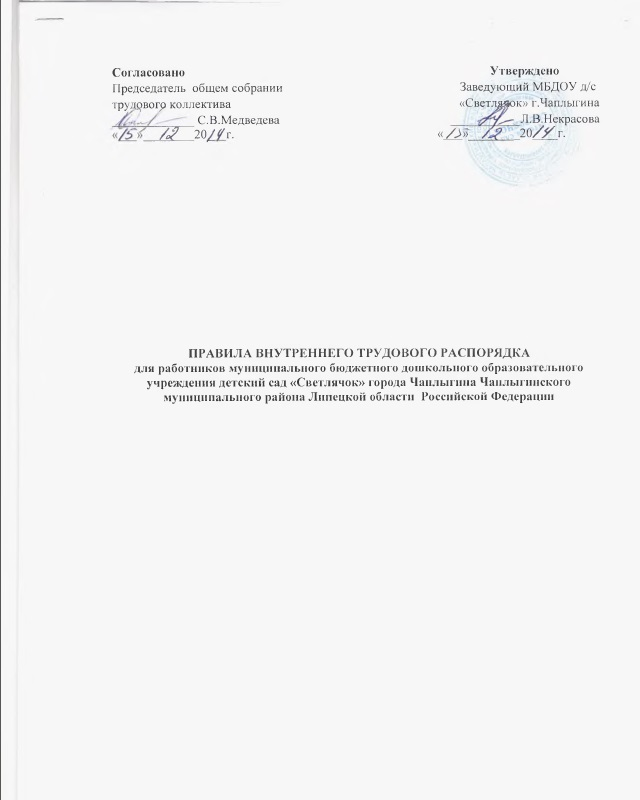 Согласовано
Председатель общем собрании
трудового коллектива
С.В.Медведева
«15» 12 2014 г.
Утверждено
Заведующий МБДОУ д/с
«Светлячок» г.Чаплыгина
Л.В.Некрасова
«15» 12 2014 г.
ПРАВИЛА ВНУТРЕННЕГО ТРУДОВОГО РАСПОРЯДКА
для работников муниципального бюджетного дошкольного образовательного
учреждения детский сад «Светлячок» города Чаплыгина Чаплыгинского
муниципального района Липецкой области Российской Федерации